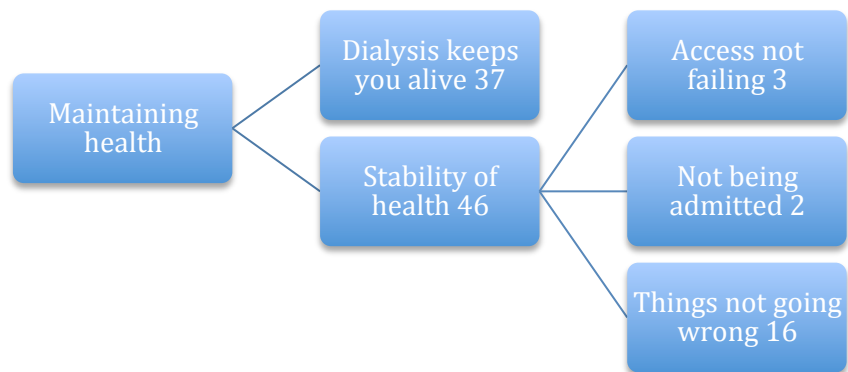 Maintaining
health
Dialysis keeps
you alive 37
Stability of
health 46
Access not
failing 3
Not being
admitted 2
Things not going
wrong 16